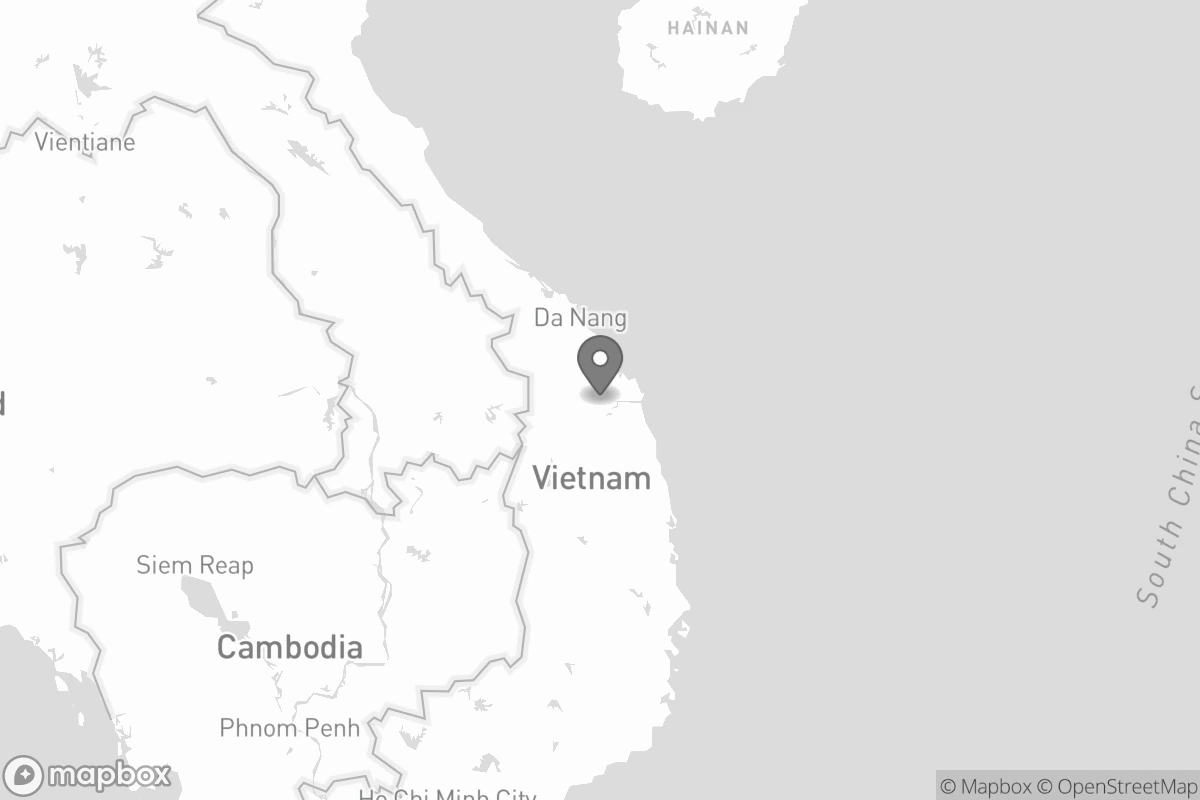 HAINAN
Vientiane
Da Nang
d
Vietnam
South China S
Siem Reap
Cambodia
Phnom Penh
Ho Chi Minh City
mapbox
© Mapbox © OpenStreetMap